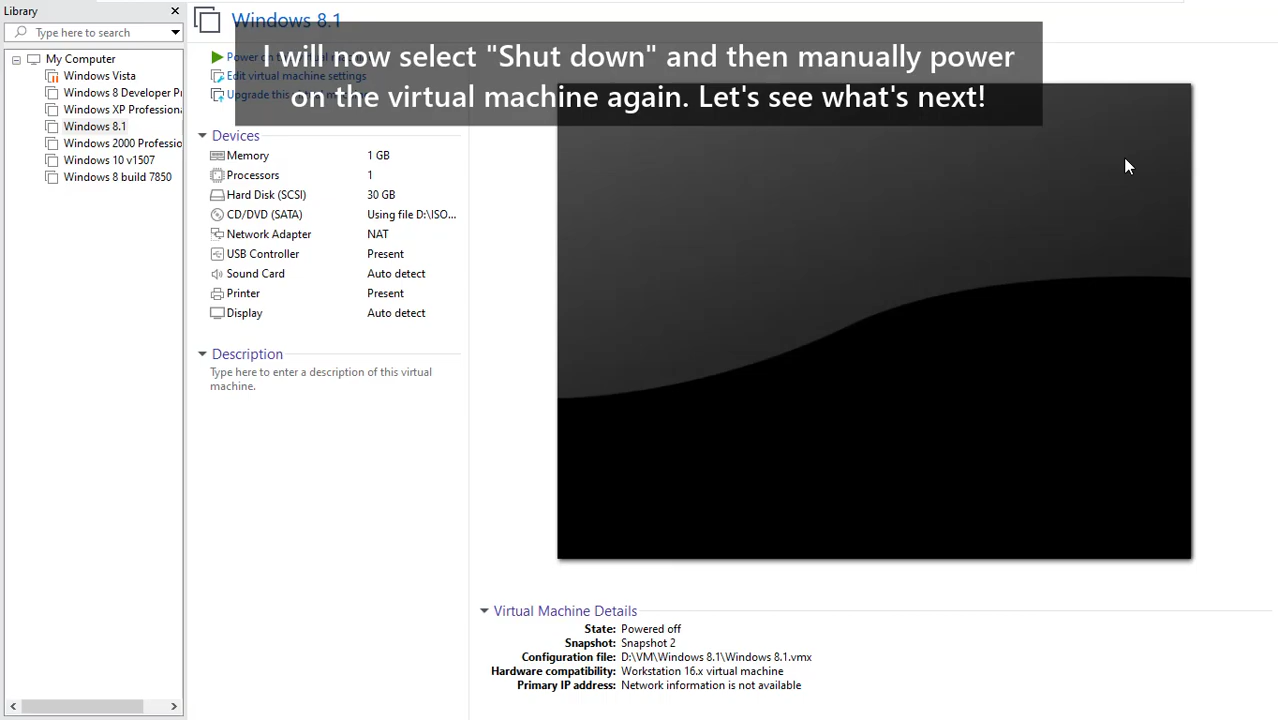 Library
Type here to search
My Computer
Windows Vista
Windows 8 Developer Pr
Windows XP Professiona
Windows 8.1
Windows 2000 Professio
Windows 10 v1507
Windows 8 build 7850
Windows 8.1
I will now select "Shut down" and then manually power
on the virtual machine again. Let's see what's next!
Edit virtual machine settings
Devices
Memory 1 GB
Processors 1
Hard Disk (SCSI) 30 GB
CD/DVD (SATA) Using file D:\ISO...
Network Adapter NAT
USB Controller Present
Sound Card Auto detect
Printer Present
Display Auto detect
Description
Type here to enter a description of this virtual
machine.
Virtual Machine Details
State: Powered off
Snapshot: Snapshot 2
Configuration file: D:\VM\Windows 8.1\Windows 8.1.vmx
Hardware compatibility: Workstation 16.x virtual machine
Primary IP address: Network information is not available